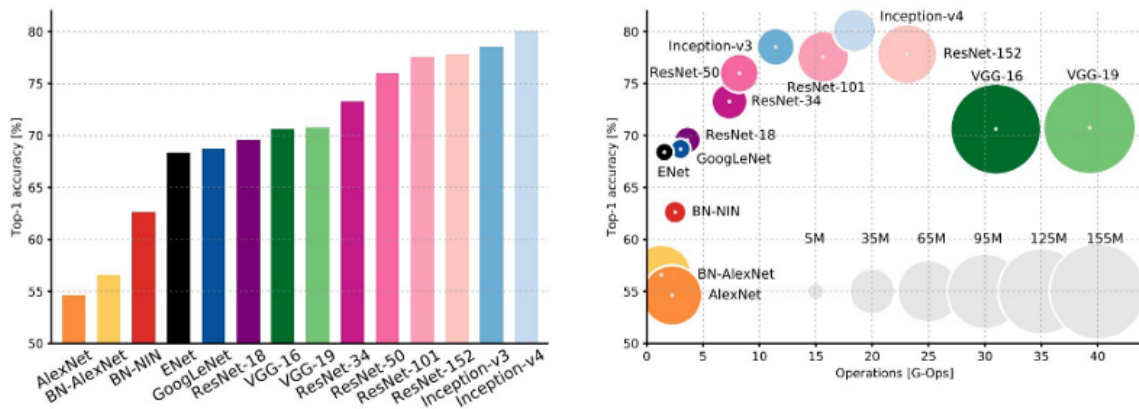 80
75
70
65
60
55
50
Top-1 accuracy [%]
AlexNet
BN-AlexNet
BN-NIN
ENet
GoogLeNet
ResNet-18
VGG-16
VGG-19
ResNet-34
ResNet-50
ResNet-101
ResNet-152
Inception-v3
Inception-v4
80
75
70
65
60
55
50
Top-1 accuracy [%]
Inception-v4
Inception-v3
ResNet-152
ResNet-50
VGG-16
VGG-19
ResNet-101
ResNet-34
ResNet-18
GoogLeNet
ENet
BN-NIN
5M
35M
65M
95M
125M
155M
BN-AlexNet
AlexNet
0
5
10
15
20
25
30
35
40
Operations [G-Ops]